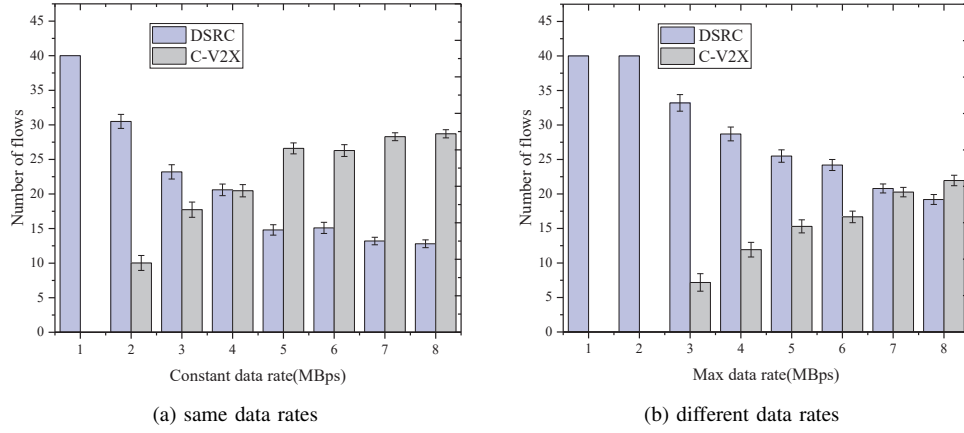 DSRC
C-V2X
Number of flows
40
35
30
25
20
15
10
5
0
1 2 3 4 5 6 7 8
Constant data rate(MBps)
(a) same data rates
DSRC
C-V2X
Number of flows
40
35
30
25
20
15
10
5
0
1 2 3 4 5 6 7 8
Max data rate(MBps)
(b) different data rates